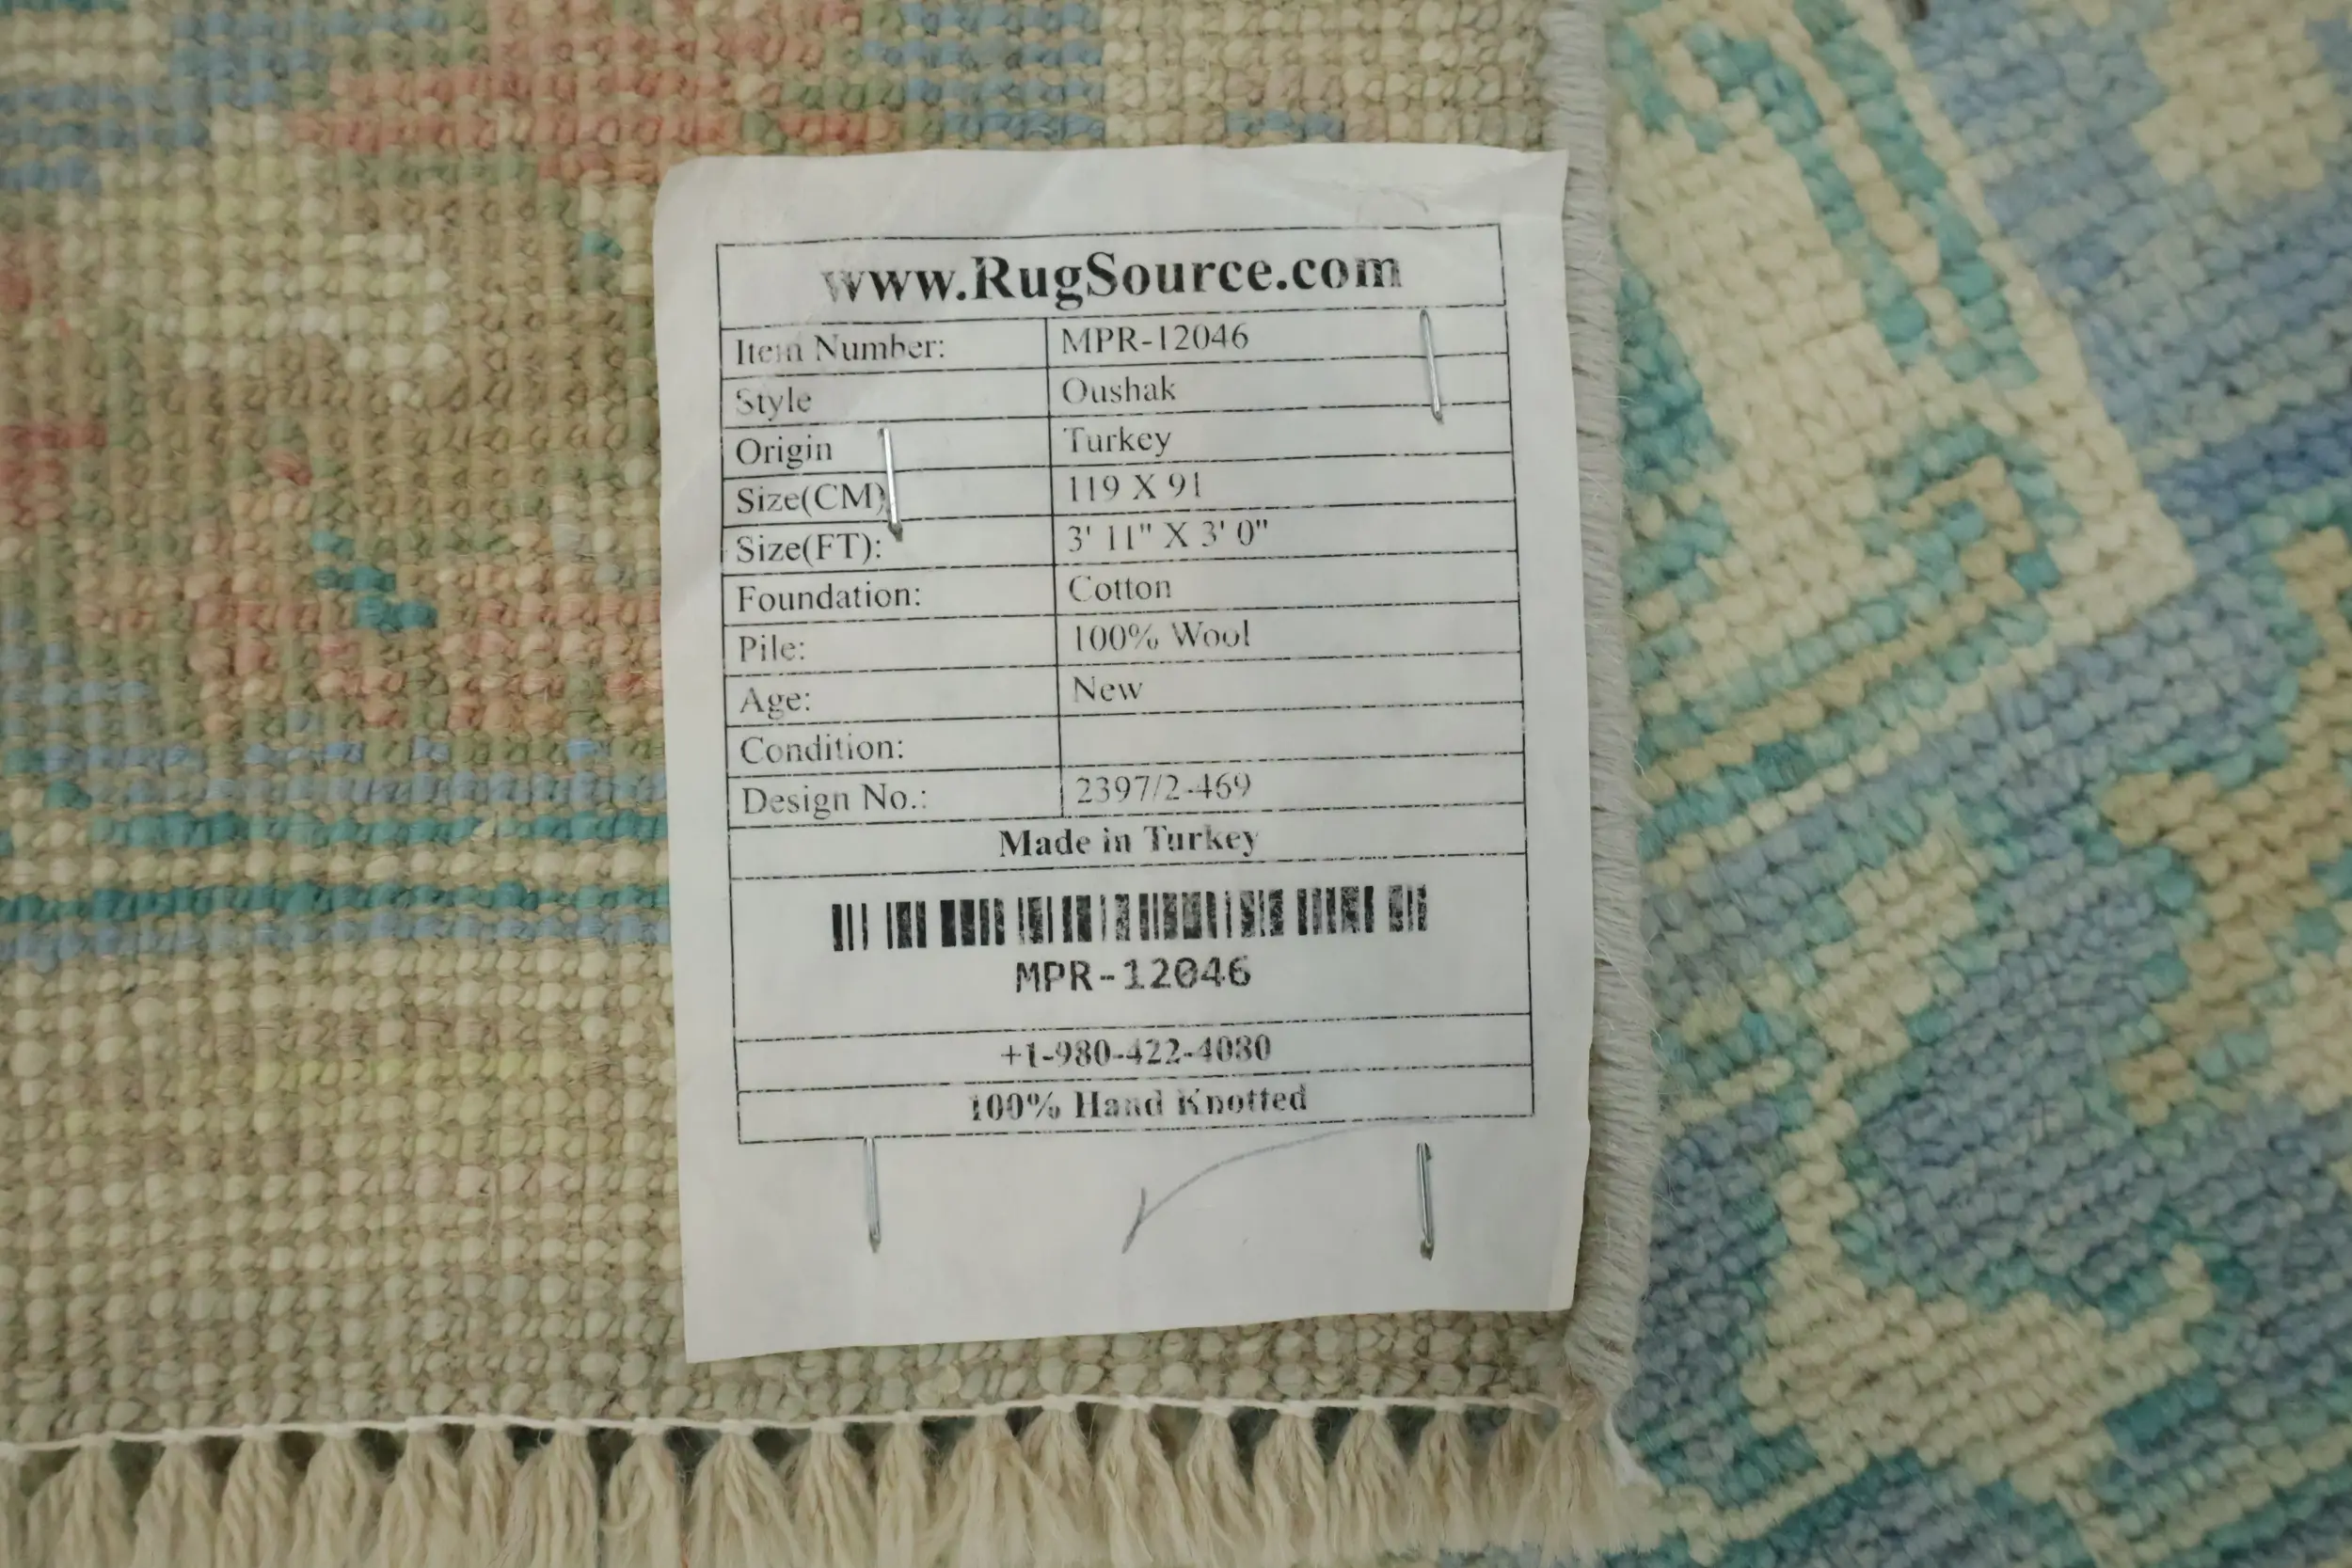 www.RugSource.com
Item Number: MPR-12046
Style Oushak
Origin Turkey
Size(CM) 119 X 91
Size(FT): 3' 11" X 3' 0"
Foundation: Cotton
Pile: 100% Wool
Age: New
Condition:
Design No.: 2397/2-469
Made in Turkey
MPR-12046
+1-980-422-4080
100% Hand Knotted